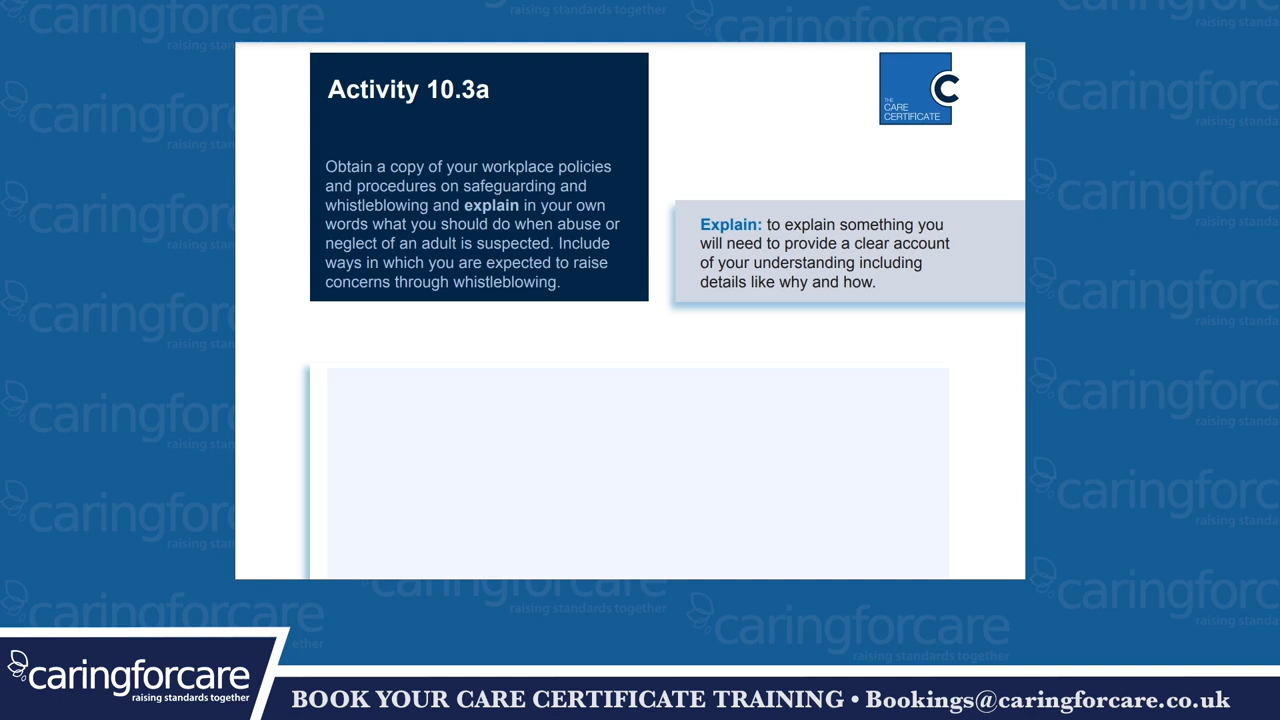 caringforcare
raising standards together
Activity 10.3a
THE
CARE
CERTIFICATE
C
Obtain a copy of your workplace policies
and procedures on safeguarding and
whistleblowing and explain in your own
words what you should do when abuse or
neglect of an adult is suspected. Include
ways in which you are expected to raise
concerns through whistleblowing.
Explain: to explain something you
will need to provide a clear account
of your understanding including
details like why and how.
caringforcare
raising standards together
BOOK YOUR CARE CERTIFICATE TRAINING • Bookings@caringforcare.co.uk